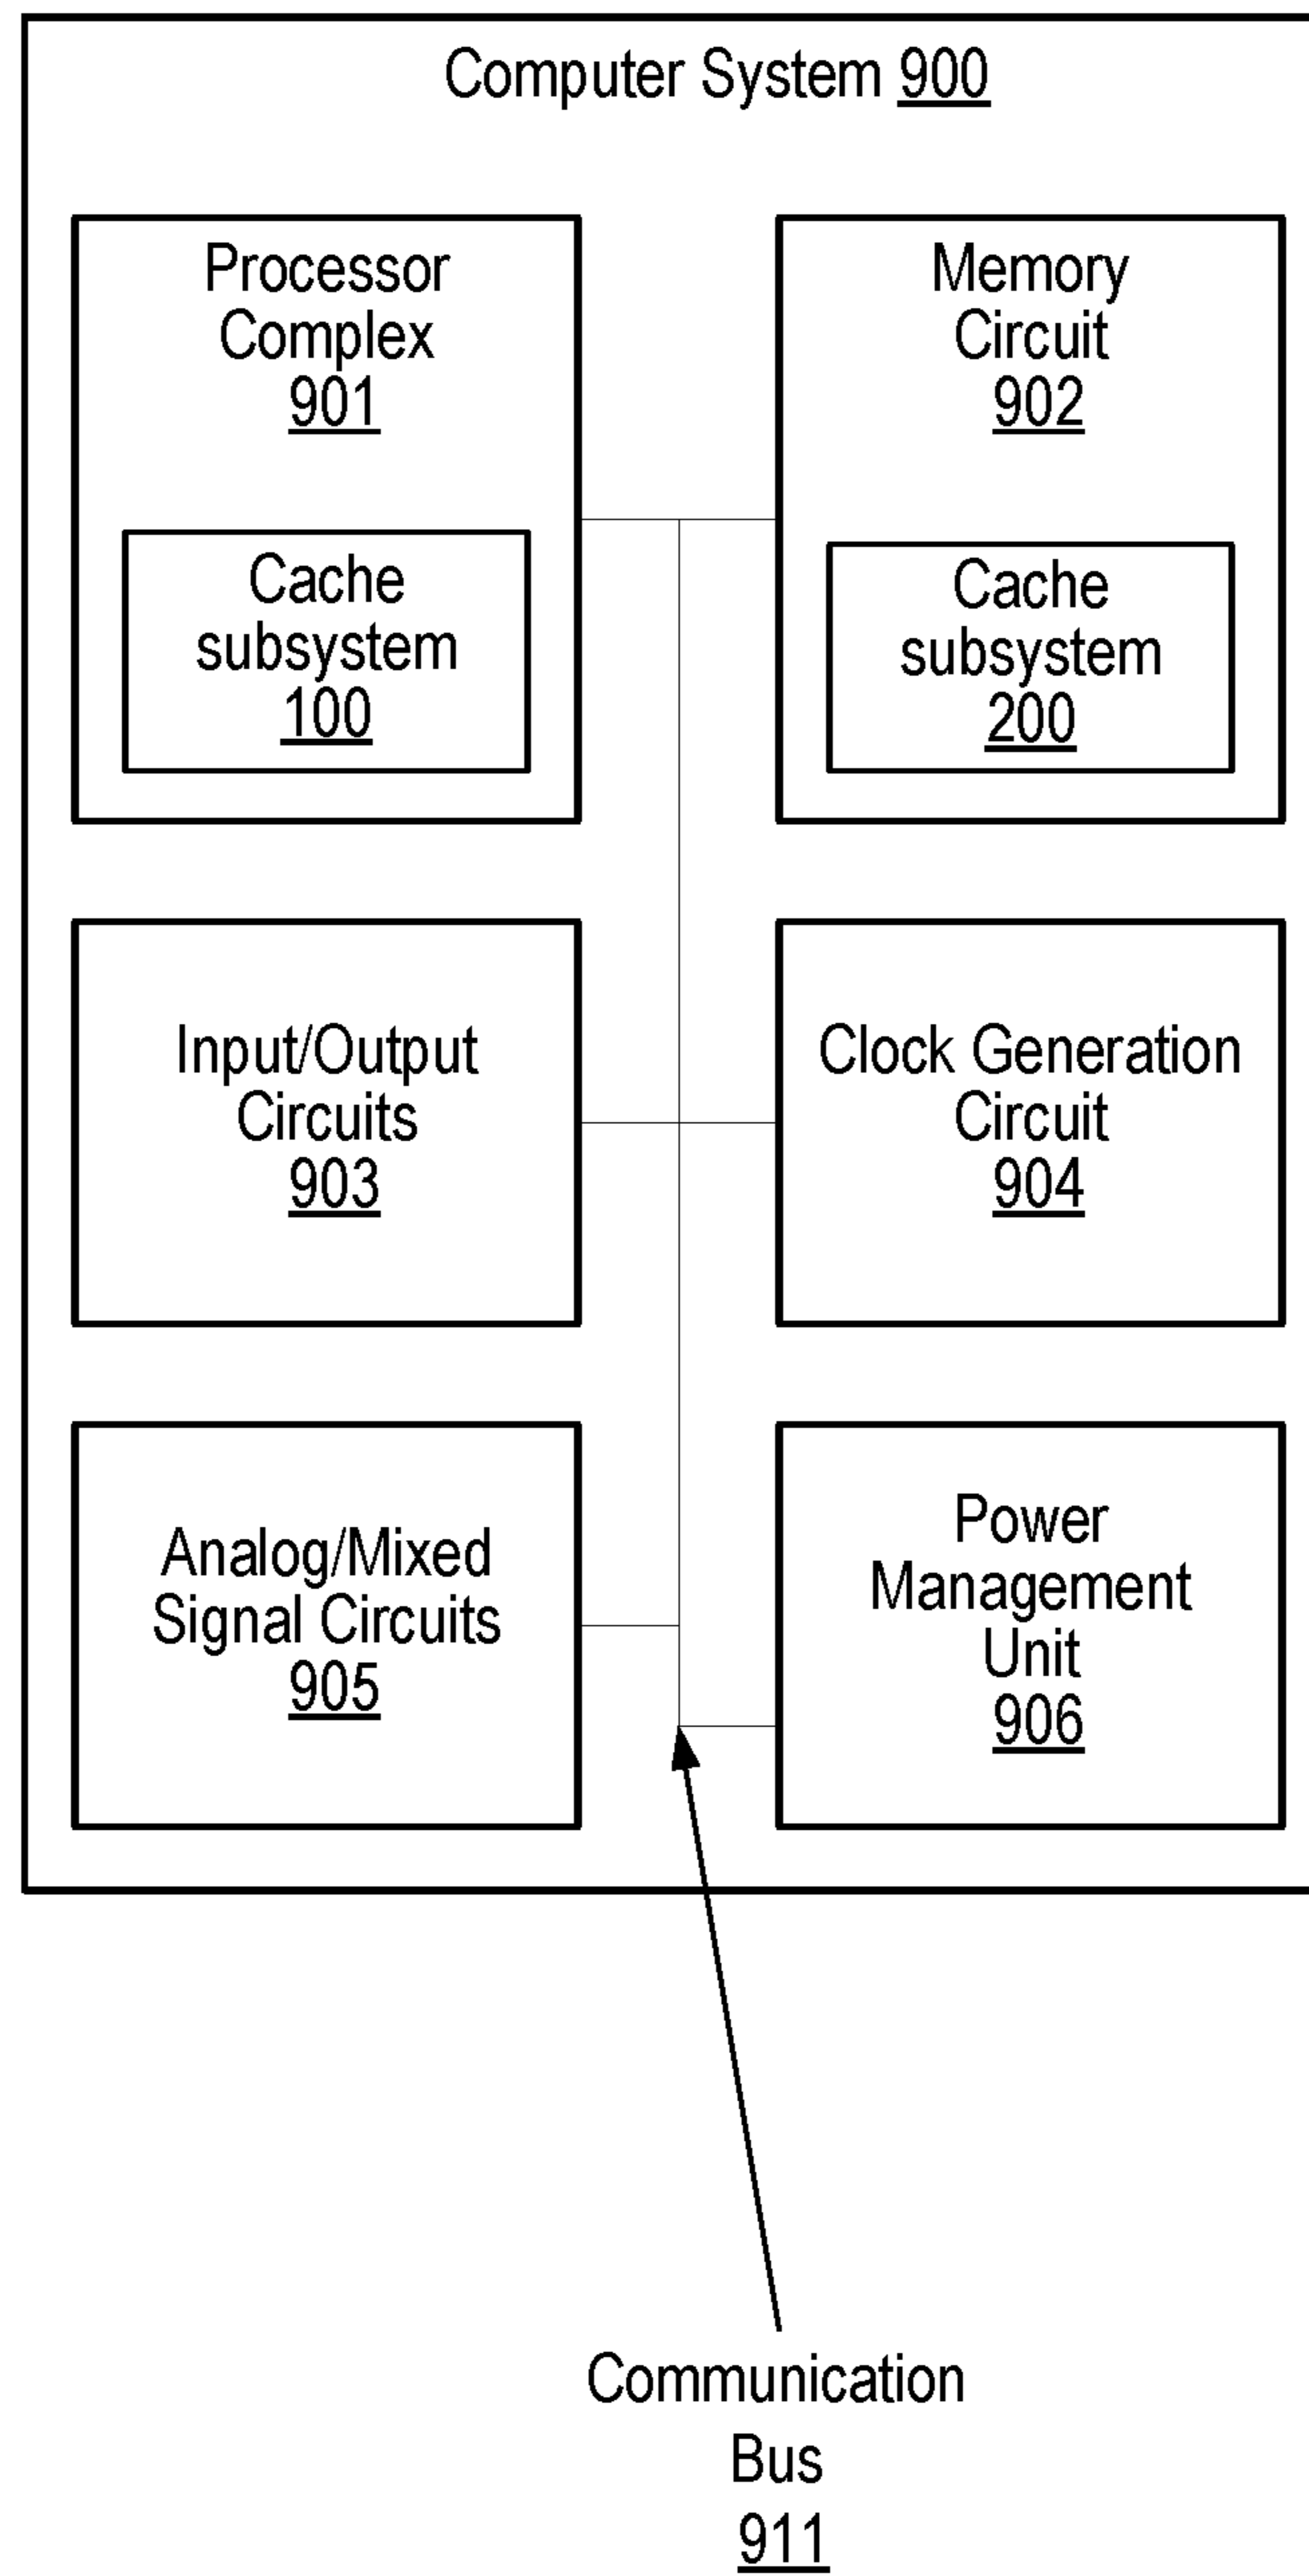 Computer System 900
Processor
Complex
901
Cache
subsystem
100
Memory
Circuit
902
Cache
subsystem
200
Input/Output
Circuits
903
Clock Generation
Circuit
904
Analog/Mixed
Signal Circuits
905
Power
Management
Unit
906
Communication
Bus
911